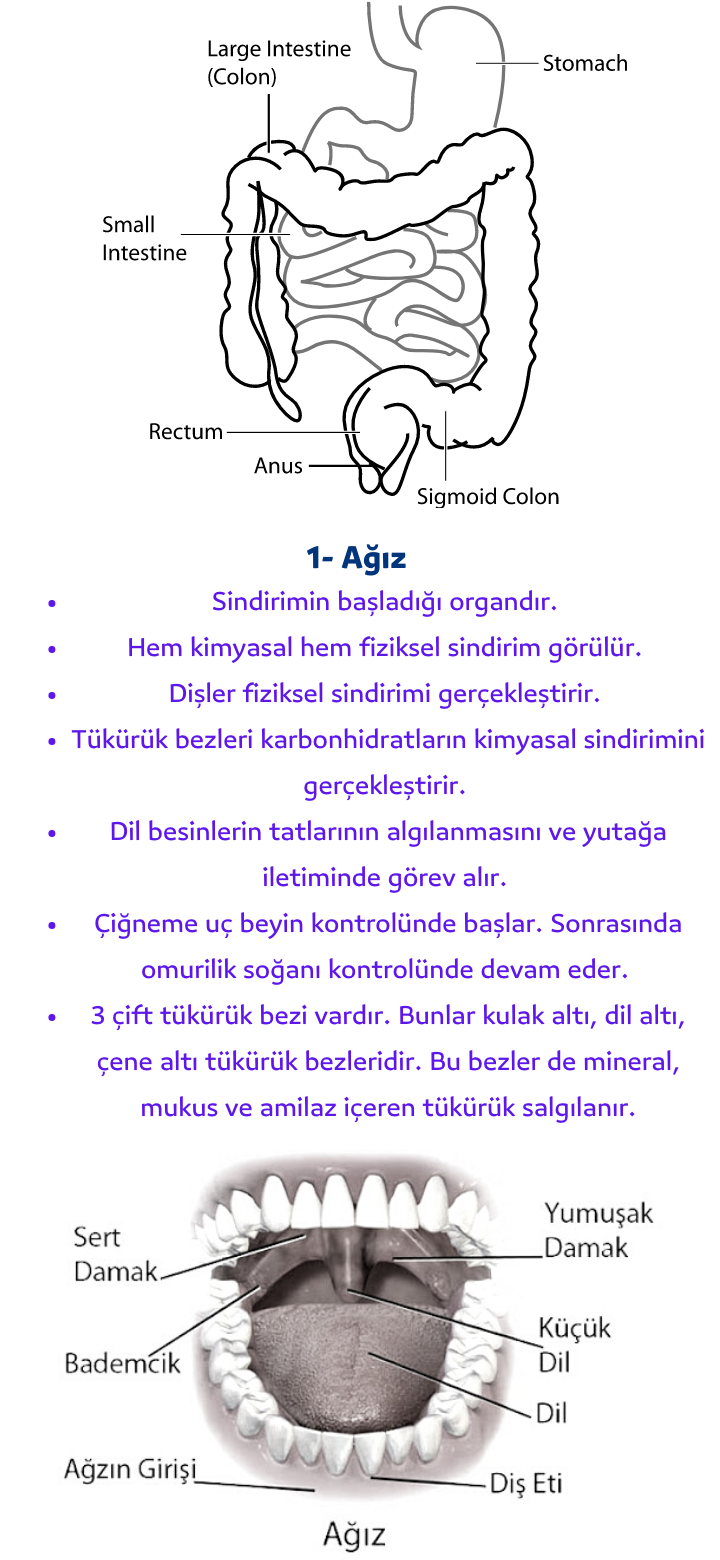 Large Intestine
(Colon)
Stomach
Small
Intestine
Rectum
Anus
Sigmoid Colon
1- Ağız
• Sindirimin başladığı organdır.
• Hem kimyasal hem fiziksel sindirim görülür.
• Dişler fiziksel sindirimi gerçekleştirir.
• Tükürük bezleri karbonhidratların kimyasal sindirimini
gerçekleştirir.
• Dil besinlerin tatlarının algılanmasını ve yutağa
iletiminde görev alır.
• Çiğneme uç beyin kontrolünde başlar. Sonrasında
omurilik soğanı kontrolünde devam eder.
• 3 çift tükürük bezi vardır. Bunlar kulak altı, dil altı,
çene altı tükürük bezleridir. Bu bezler de mineral,
mukus ve amilaz içeren tükürük salgılanır.
Sert
Damak
Yumuşak
Damak
Bademcik
Küçük
Dil
Dil
Ağzın Girişi
Diş Eti
Ağız